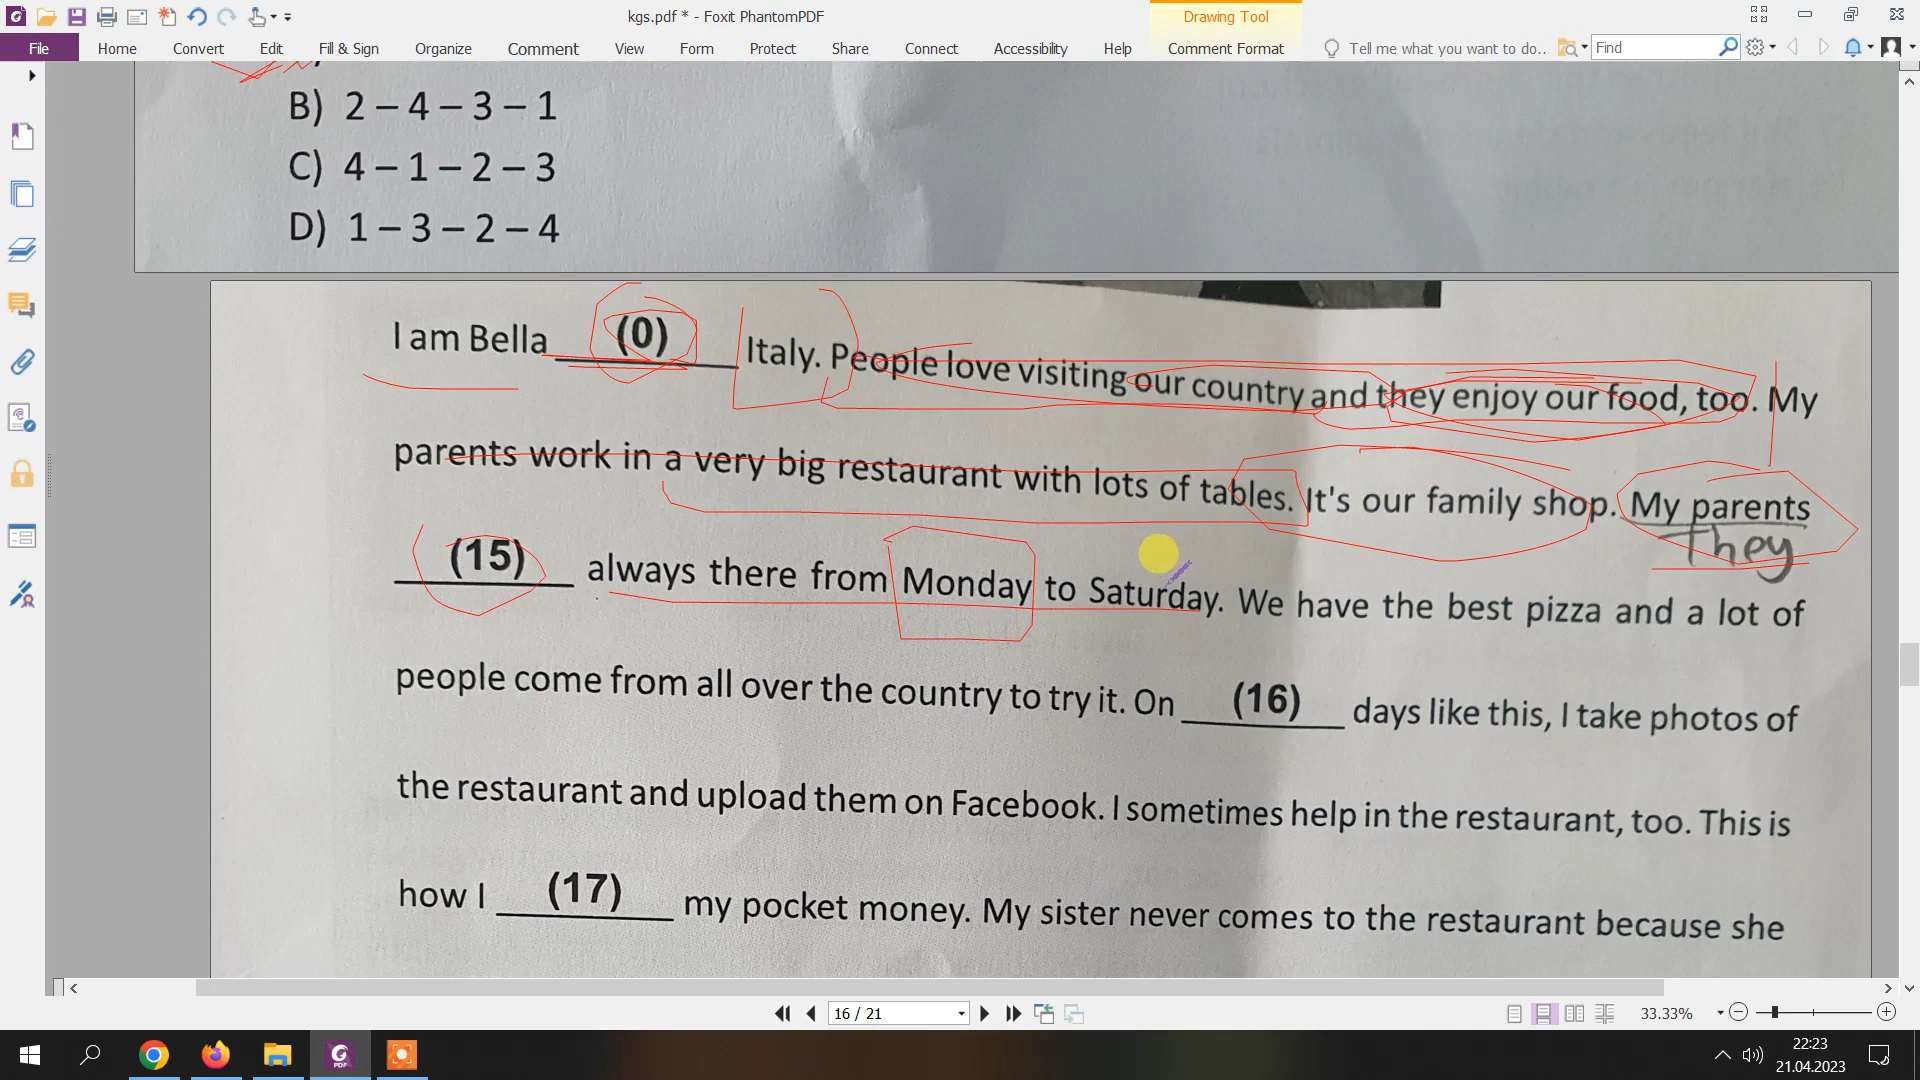 kgs.pdf * - Foxit PhantomPDF
Drawing Tool
File Home Convert Edit Fill & Sign Organize Comment View Form Protect Share Connect Accessibility Help Comment Format Tell me what you want to do... Find
B) 2 – 4 – 3 – 1
C) 4 – 1 – 2 – 3
D) 1 – 3 – 2 – 4
I am Bella (0) Italy. People love visiting our country and they enjoy our food, too. My
parents work in a very big restaurant with lots of tables. It's our family shop. My parents
They
(15) always there from Monday to Saturday. We have the best pizza and a lot of
people come from all over the country to try it. On (16) days like this, I take photos of
the restaurant and upload them on Facebook. I sometimes help in the restaurant, too. This is
how I (17) my pocket money. My sister never comes to the restaurant because she
16 / 21
33.33%
22:23
21.04.2023